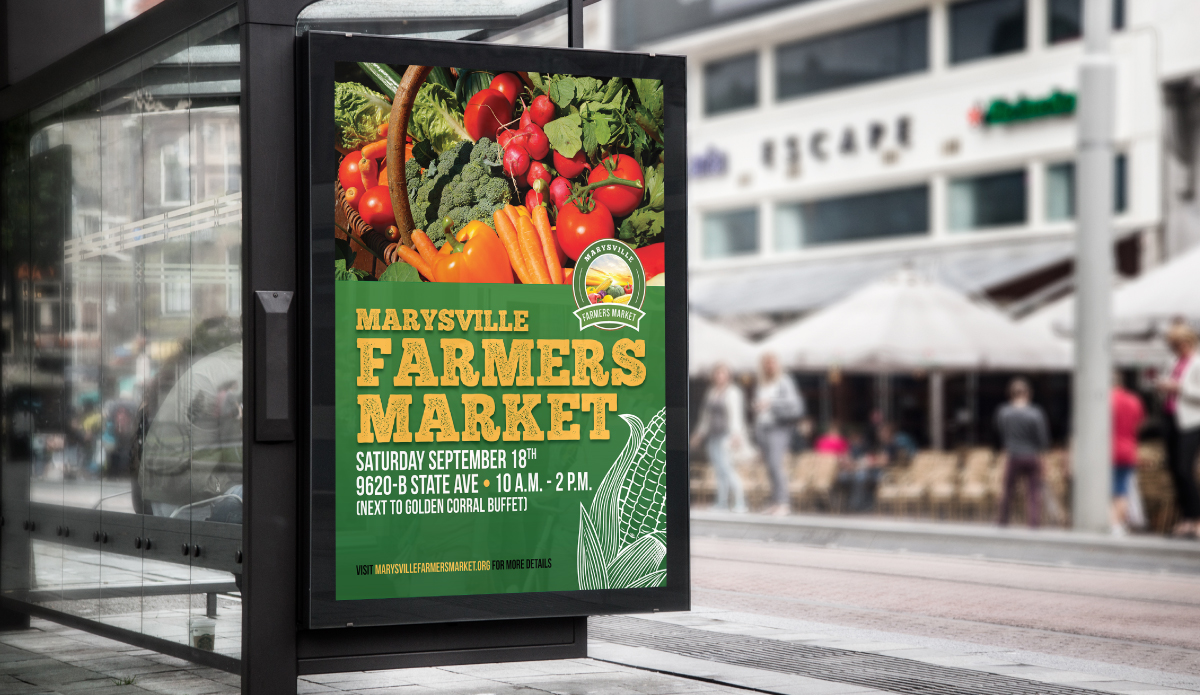 ESCAPE
Heineken
MARYSVILLE
FARMERS MARKET
MARYSVILLE
FARMERS
MARKET
SATURDAY SEPTEMBER 18TH
9620-B STATE AVE • 10 A.M. - 2 P.M.
(NEXT TO GOLDEN CORRAL BUFFET)
VISIT MARYSVILLEFARMERSMARKET.ORG FOR MORE DETAILS